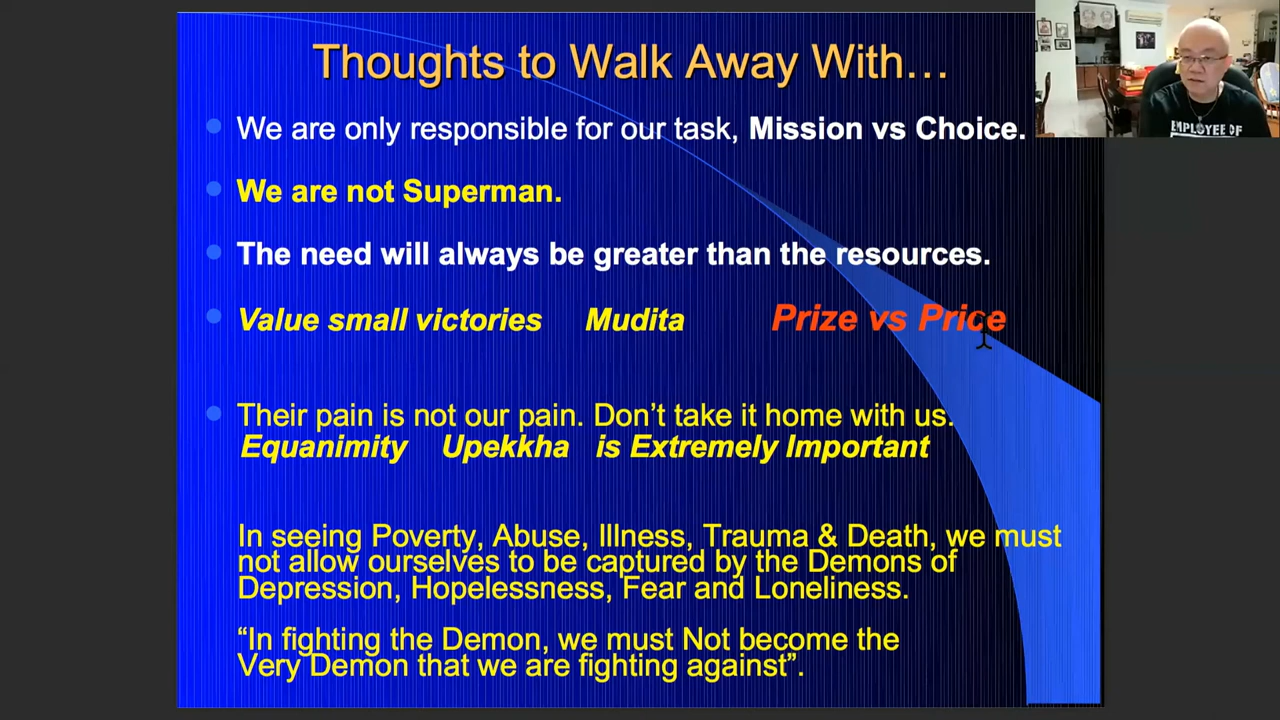 Thoughts to Walk Away With…
We are only responsible for our task, Mission vs Choice.
We are not Superman.
The need will always be greater than the resources.
Value small victories Mudita Prize vs Price
Their pain is not our pain. Don’t take it home with us.
Equanimity Upekkha is Extremely Important
In seeing Poverty, Abuse, Illness, Trauma & Death, we must
not allow ourselves to be captured by the Demons of
Depression, Hopelessness, Fear and Loneliness.
“In fighting the Demon, we must Not become the
Very Demon that we are fighting against”.
EMPLOYEE OF